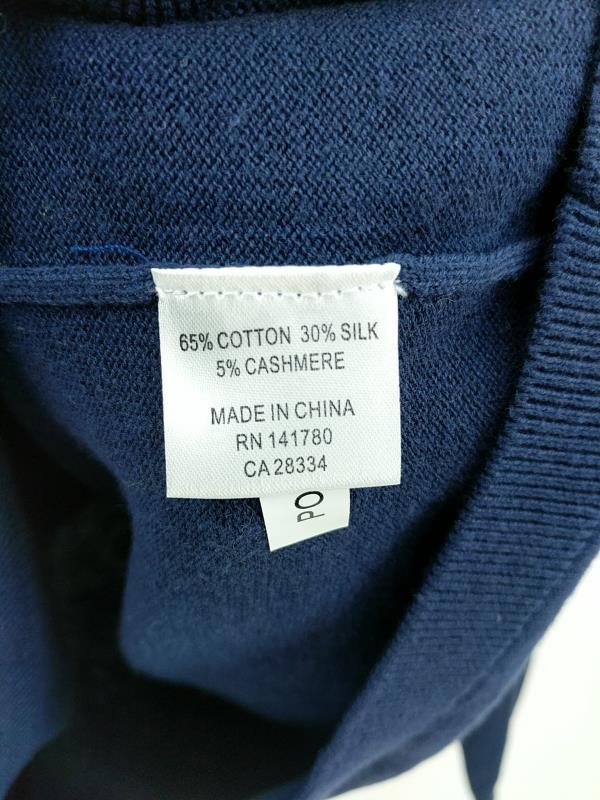 65% COTTON 30% SILK
5% CASHMERE
MADE IN CHINA
RN 141780
CA 28334
PO